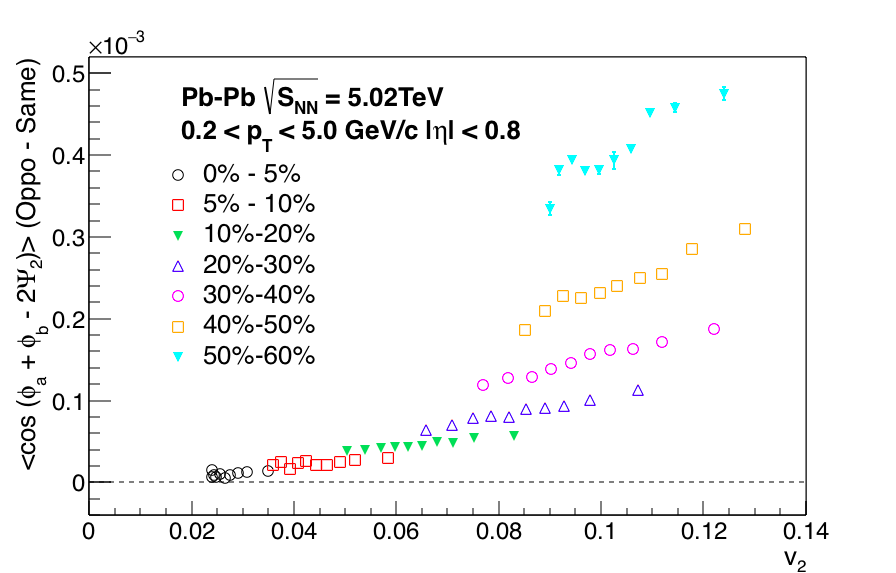 ×10⁻³
<cos (ϕₐ + ϕ_b - 2Ψ₂)> (Oppo - Same)
0.5
0.4
0.3
0.2
0.1
0
Pb-Pb √S_NN = 5.02TeV
0.2 < p_T < 5.0 GeV/c |η| < 0.8
0% - 5%
5% - 10%
10%-20%
20%-30%
30%-40%
40%-50%
50%-60%
0 0.02 0.04 0.06 0.08 0.1 0.12 0.14
v₂